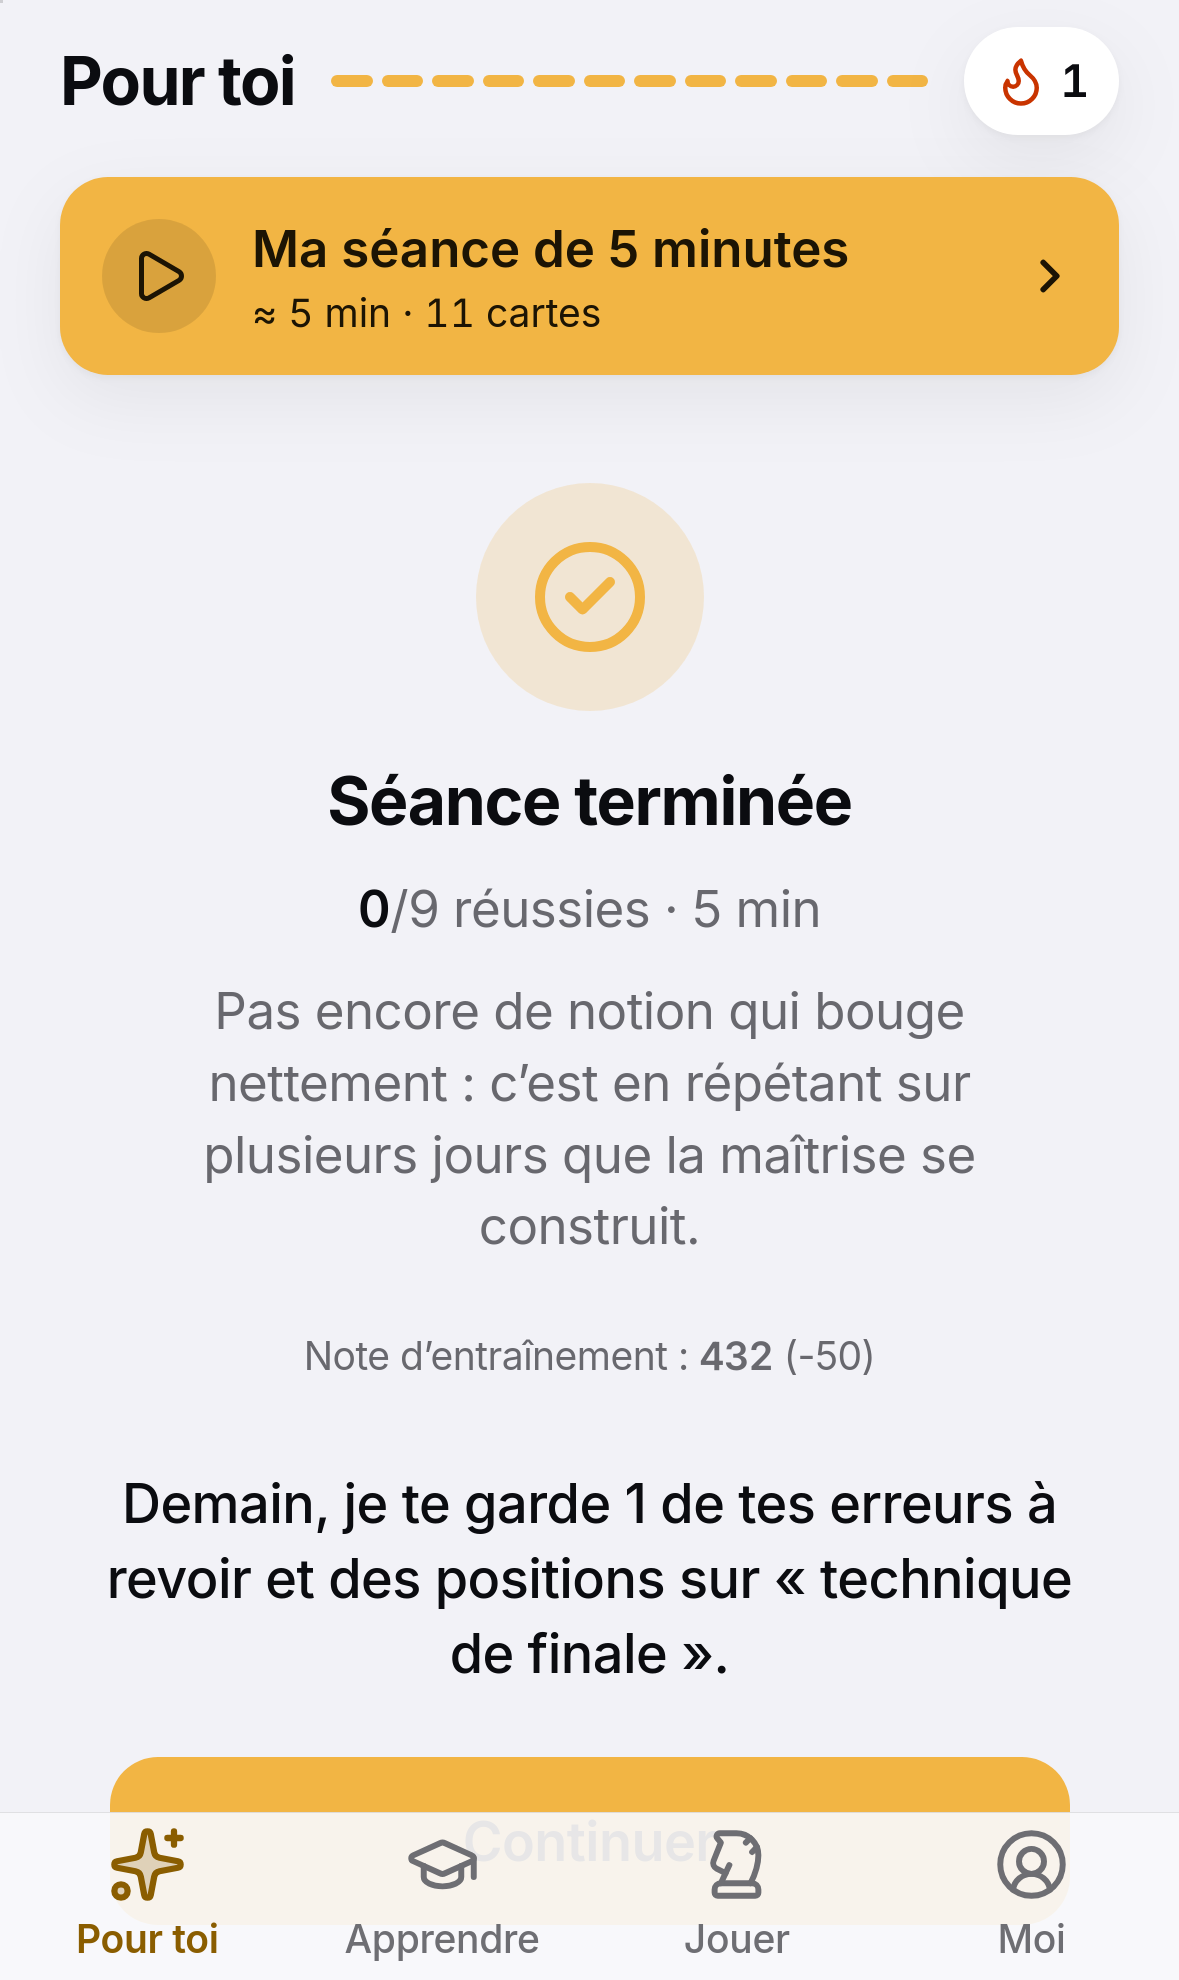 Pour toi
1
Ma séance de 5 minutes
≈ 5 min · 11 cartes
Séance terminée
0/9 réussies · 5 min
Pas encore de notion qui bouge
nettement : c’est en répétant sur
plusieurs jours que la maîtrise se
construit.
Note d’entraînement : 432 (-50)
Demain, je te garde 1 de tes erreurs à
revoir et des positions sur « technique
de finale ».
Continuer
Pour toi
Apprendre
Jouer
Moi